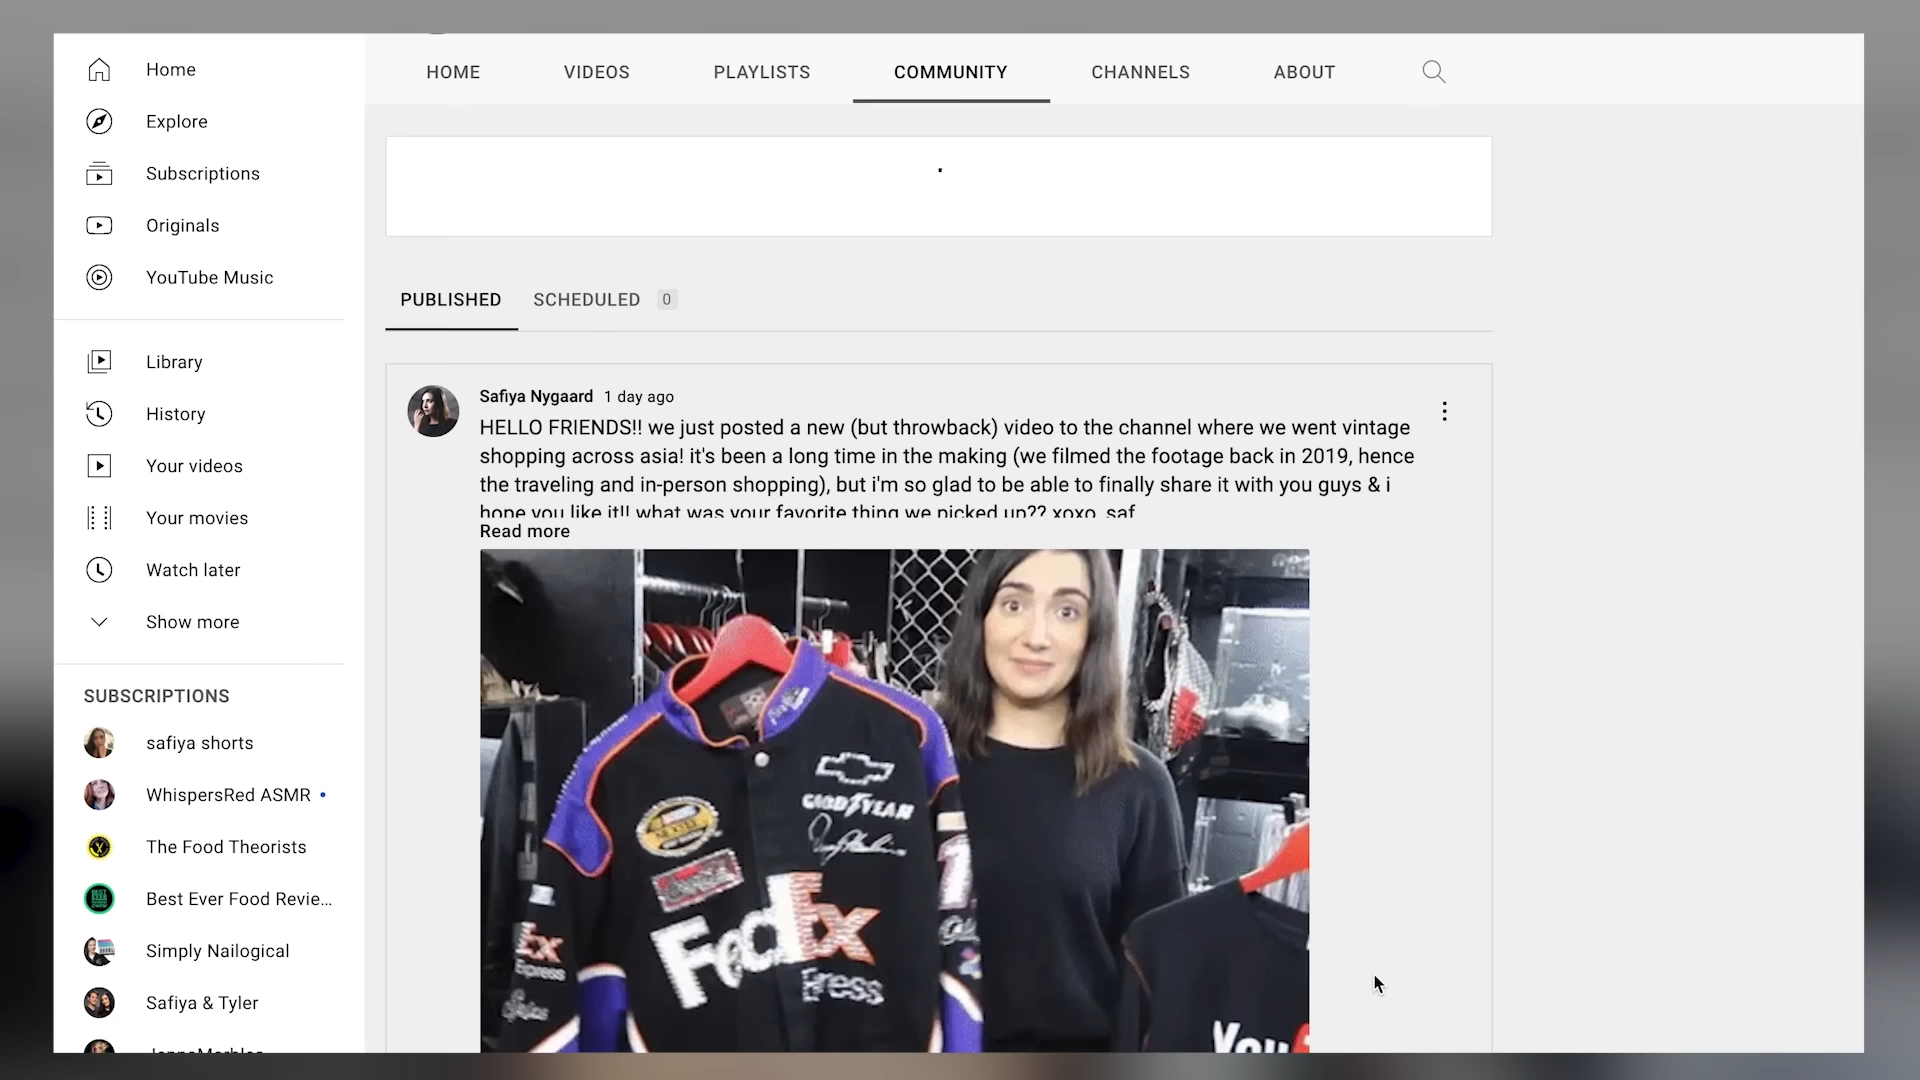 Home
Explore
Subscriptions
Originals
YouTube Music
Library
History
Your videos
Your movies
Watch later
Show more
SUBSCRIPTIONS
safiya shorts
WhispersRed ASMR
The Food Theorists
Best Ever Food Revie...
Simply Nailogical
Safiya & Tyler
JennaMarbles
HOME VIDEOS PLAYLISTS COMMUNITY CHANNELS ABOUT
PUBLISHED SCHEDULED 0
Safiya Nygaard 1 day ago
HELLO FRIENDS!! we just posted a new (but throwback) video to the channel where we went vintage
shopping across asia! it's been a long time in the making (we filmed the footage back in 2019, hence
the traveling and in-person shopping), but i'm so glad to be able to finally share it with you guys & i
hope you like it!! what was your favorite thing we picked up?? xoxo, saf
Read more
GOODYEAR
FedEx
Express
Ex
Express